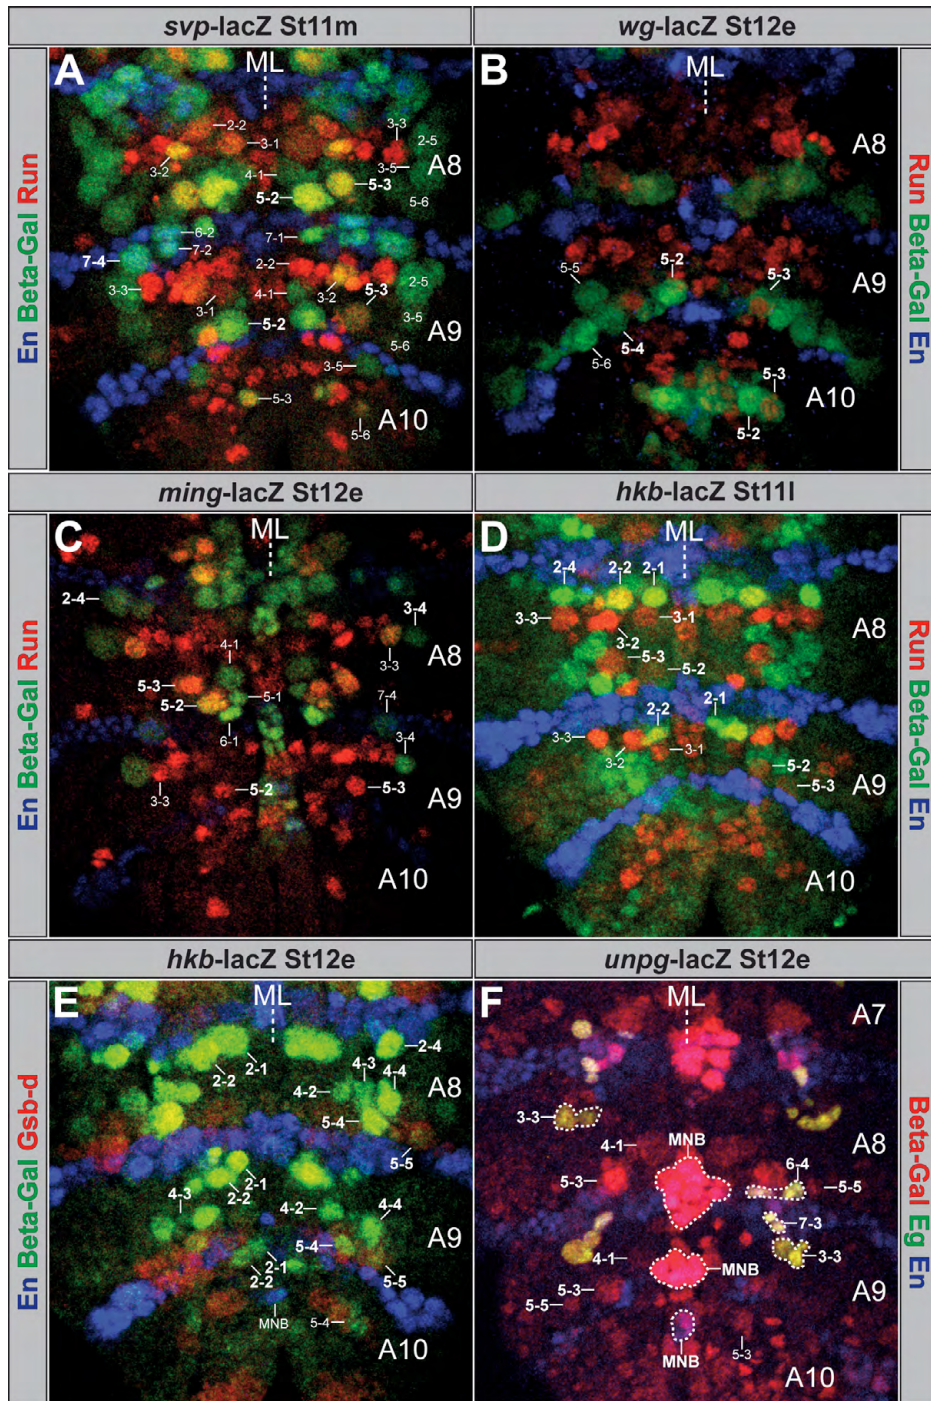 svp-lacZ St11m
En Beta-Gal Run
A
ML
2-2
3-3
2-5
3-1
A8
3-2
3-5
4-1
5-3
5-2
5-6
6-2
7-1
7-2
7-4
2-2
2-5
3-3
3-2
4-1
5-3
3-1
3-5
A9
5-2
5-6
3-5
5-3
A10
5-6
wg-lacZ St12e
Run Beta-Gal En
B
ML
A8
5-2
5-5
5-3
A9
5-4
5-6
5-3
A10
5-2
ming-lacZ St12e
En Beta-Gal Run
C
ML
2-4
3-4
4-1
A8
3-3
5-3
5-1
5-2
7-4
6-1
3-4
5-2
5-3
3-3
A9
A10
hkb-lacZ St11l
Run Beta-Gal En
D
ML
2-4
2-2
2-1
3-3
3-1
3-2
A8
5-3
5-2
2-1
2-2
3-3
3-2
3-1
5-2
A9
5-3
A10
hkb-lacZ St12e
En Beta-Gal Gsb-d
E
ML
2-4
2-1
4-3
2-2
4-4
4-2
A8
5-4
5-5
2-1
4-3
2-2
4-2
4-4
5-4
A9
2-1
2-2
5-5
MNB
5-4
A10
unpg-lacZ St12e
Beta-Gal Eg En
F
ML
A7
3-3
A8
4-1
MNB
6-4
5-3
5-5
7-3
4-1
MNB
3-3
5-3
A9
5-5
MNB
5-3
A10